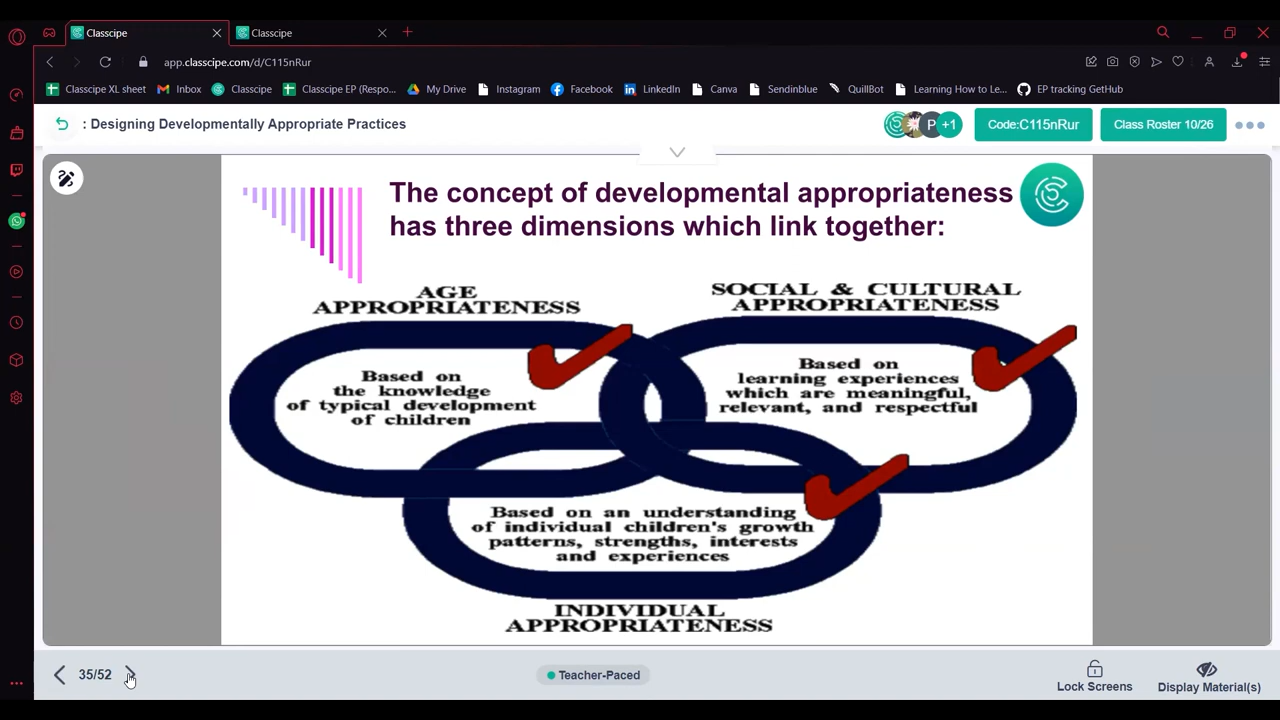 Classcipe
Classcipe
app.classcipe.com/d/C115nRur
Classcipe XL sheet
Inbox
Classcipe
Classcipe EP (Respo...
My Drive
Instagram
Facebook
LinkedIn
Canva
Sendinblue
QuillBot
Learning How to Le...
EP tracking GetHub
: Designing Developmentally Appropriate Practices
P
+1
Code:C115nRur
Class Roster 10/26
The concept of developmental appropriateness
has three dimensions which link together:
AGE
APPROPRIATENESS
Based on
the knowledge
of typical development
of children
SOCIAL & CULTURAL
APPROPRIATENESS
Based on
learning experiences
which are meaningful,
relevant, and respectful
Based on an understanding
of individual children's growth
patterns, strengths, interests
and experiences
INDIVIDUAL
APPROPRIATENESS
35/52
Teacher-Paced
Lock Screens
Display Material(s)